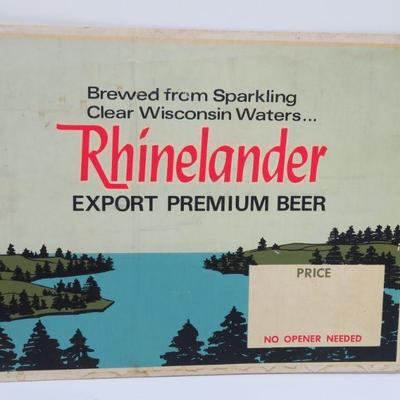 Brewed from Sparkling
Clear Wisconsin Waters...
Rhinelander
EXPORT PREMIUM BEER
PRICE
NO OPENER NEEDED